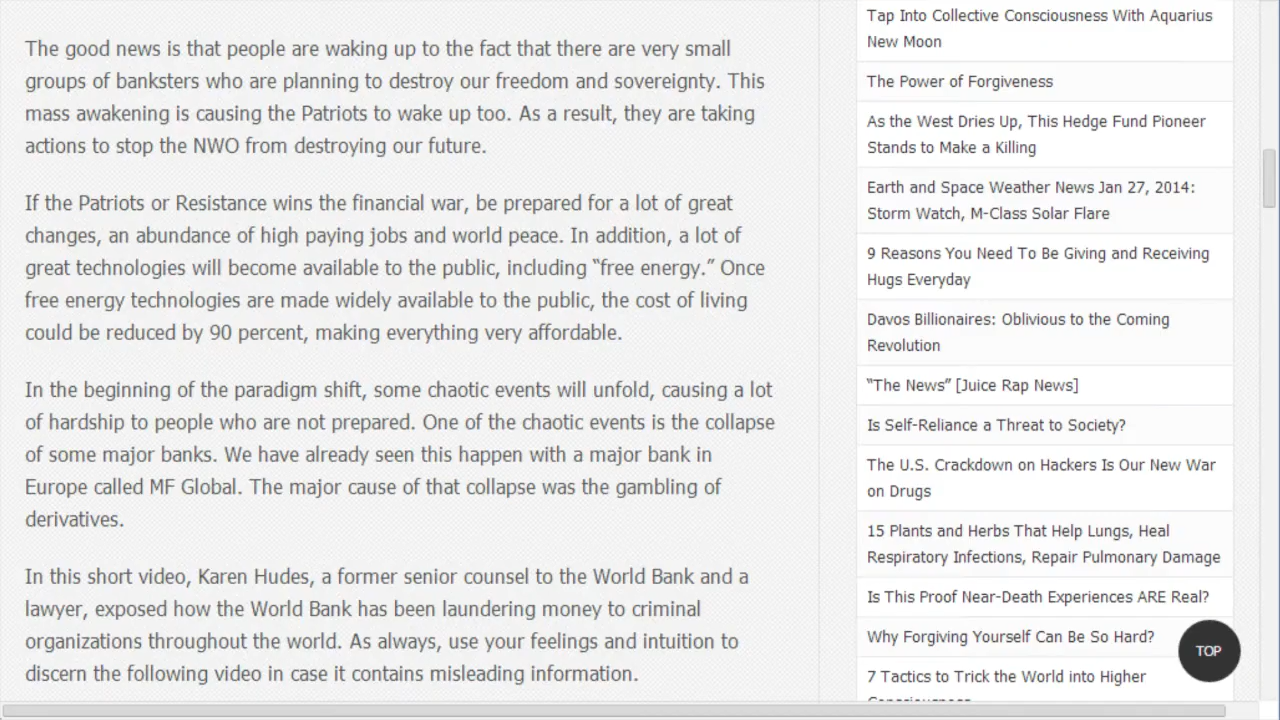 The good news is that people are waking up to the fact that there are very small
groups of banksters who are planning to destroy our freedom and sovereignty. This
mass awakening is causing the Patriots to wake up too. As a result, they are taking
actions to stop the NWO from destroying our future.
If the Patriots or Resistance wins the financial war, be prepared for a lot of great
changes, an abundance of high paying jobs and world peace. In addition, a lot of
great technologies will become available to the public, including “free energy.” Once
free energy technologies are made widely available to the public, the cost of living
could be reduced by 90 percent, making everything very affordable.
In the beginning of the paradigm shift, some chaotic events will unfold, causing a lot
of hardship to people who are not prepared. One of the chaotic events is the collapse
of some major banks. We have already seen this happen with a major bank in
Europe called MF Global. The major cause of that collapse was the gambling of
derivatives.
In this short video, Karen Hudes, a former senior counsel to the World Bank and a
lawyer, exposed how the World Bank has been laundering money to criminal
organizations throughout the world. As always, use your feelings and intuition to
discern the following video in case it contains misleading information.
Tap Into Collective Consciousness With Aquarius
New Moon
The Power of Forgiveness
As the West Dries Up, This Hedge Fund Pioneer
Stands to Make a Killing
Earth and Space Weather News Jan 27, 2014:
Storm Watch, M-Class Solar Flare
9 Reasons You Need To Be Giving and Receiving
Hugs Everyday
Davos Billionaires: Oblivious to the Coming
Revolution
“The News” [Juice Rap News]
Is Self-Reliance a Threat to Society?
The U.S. Crackdown on Hackers Is Our New War
on Drugs
15 Plants and Herbs That Help Lungs, Heal
Respiratory Infections, Repair Pulmonary Damage
Is This Proof Near-Death Experiences ARE Real?
Why Forgiving Yourself Can Be So Hard?
7 Tactics to Trick the World into Higher
Consciousness
TOP